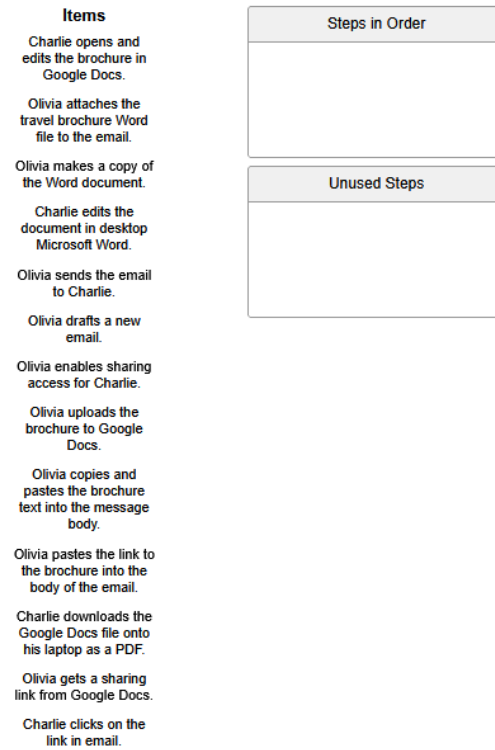 Items
Charlie opens and
edits the brochure in
Google Docs.
Olivia attaches the
travel brochure Word
file to the email.
Olivia makes a copy of
the Word document.
Charlie edits the
document in desktop
Microsoft Word.
Olivia sends the email
to Charlie.
Olivia drafts a new
email.
Olivia enables sharing
access for Charlie.
Olivia uploads the
brochure to Google
Docs.
Olivia copies and
pastes the brochure
text into the message
body.
Olivia pastes the link to
the brochure into the
body of the email.
Charlie downloads the
Google Docs file onto
his laptop as a PDF.
Olivia gets a sharing
link from Google Docs.
Charlie clicks on the
link in email.
Steps in Order
Unused Steps